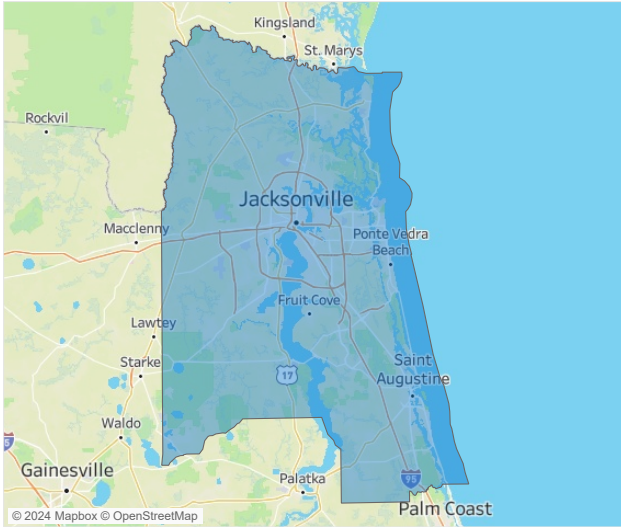 Kingsland
St. Marys
Rockvil
Jacksonville
Macclenny
Ponte Vedra
Beach
Fruit Cove
Lawtey
Starke
17
Saint
Augustine
Waldo
5
Gainesville
Palatka
95
Palm Coast
© 2024 Mapbox © OpenStreetMap